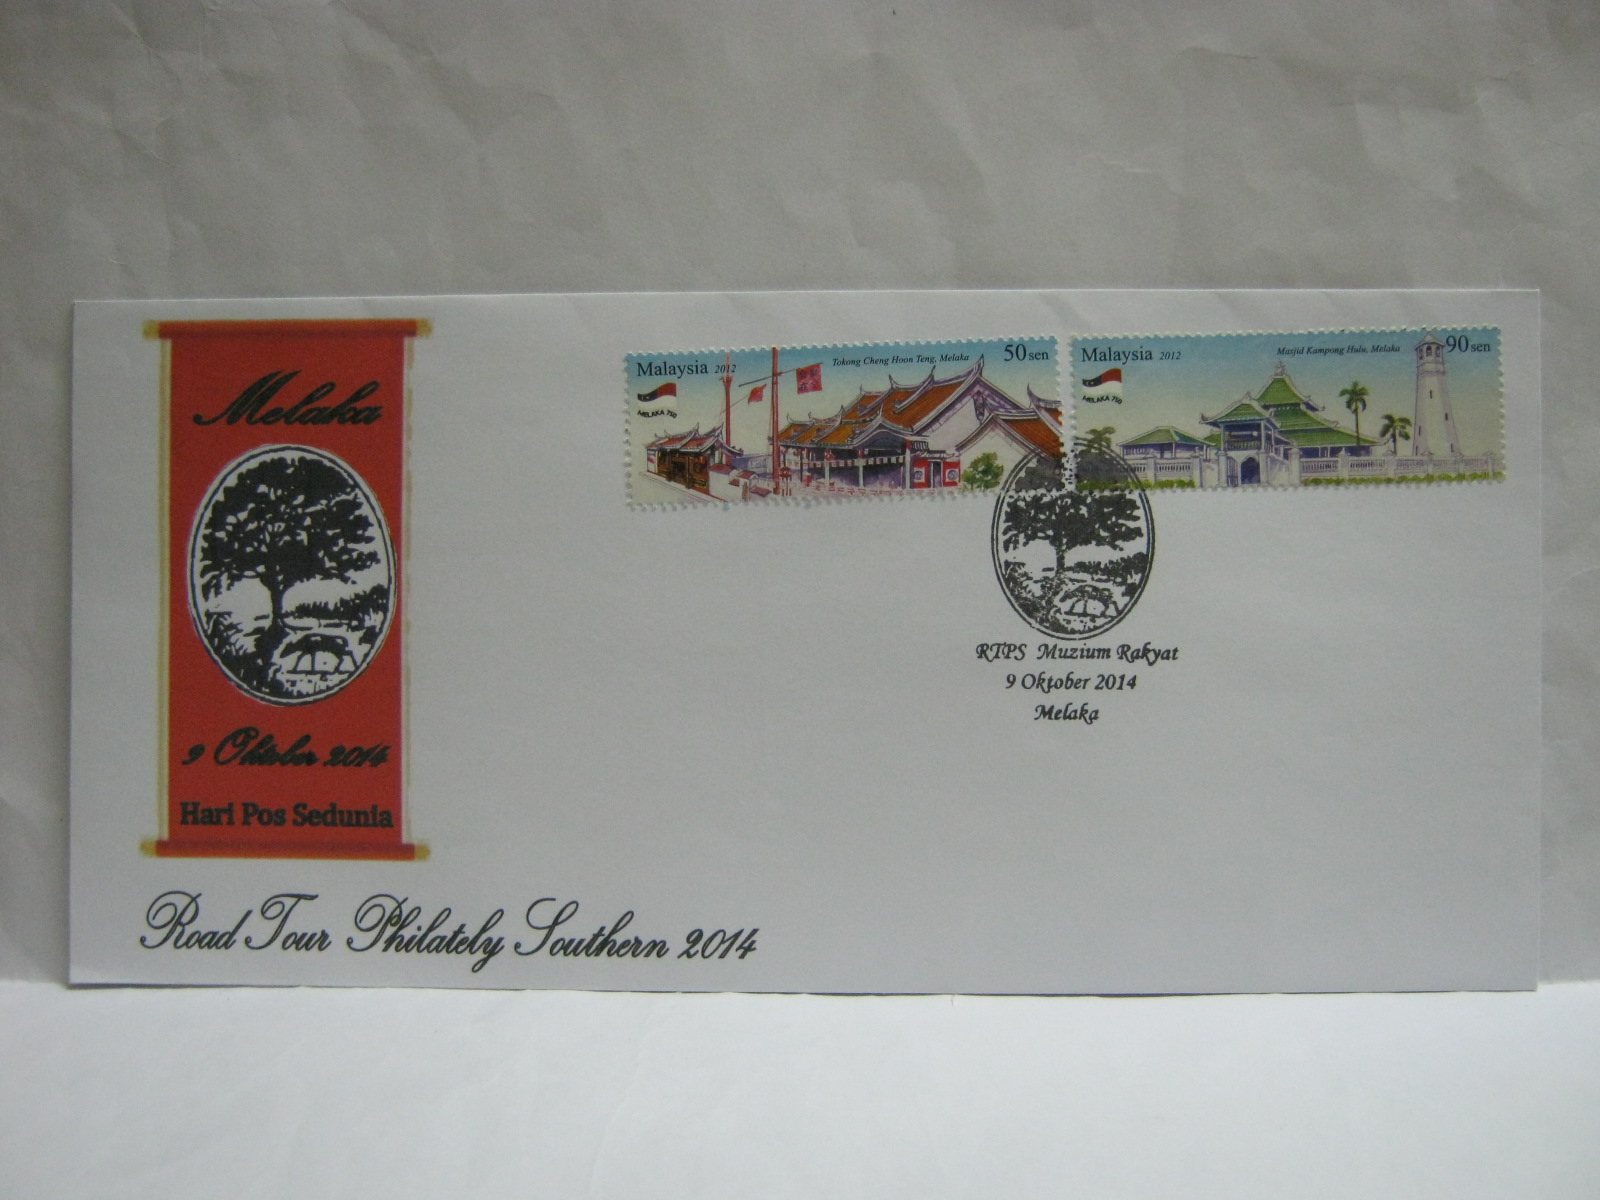 Melaka
9 Oktober 2014
Hari Pos Sedunia
Road Tour Philately Southern 2014
Malaysia 2012
Tokong Cheng Hoon Teng, Melaka
50 sen
MELAKA 750
Malaysia 2012
Masjid Kampong Hulu, Melaka
90 sen
MELAKA 750
RTPS Muzium Rakyat
9 Oktober 2014
Melaka